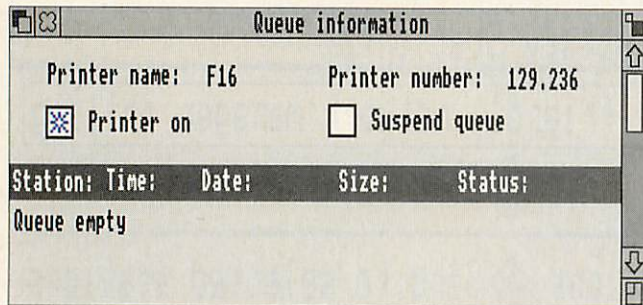 Queue information
Printer name: F16 Printer number: 129.236
Printer on Suspend queue
Station: Time: Date: Size: Status:
Queue empty